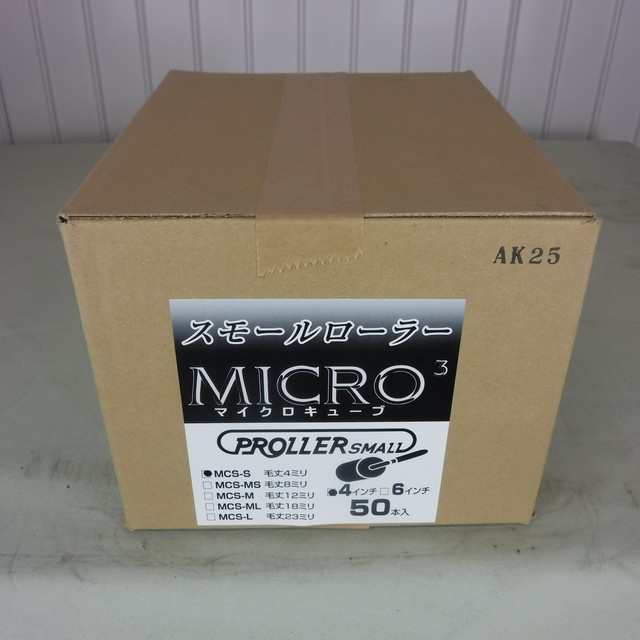 AK25
スモールローラー
MICRO³
マイクロキューブ
PROLLER SMALL
MCS-S 毛丈4ミリ
MCS-MS 毛丈8ミリ
MCS-M 毛丈12ミリ
MCS-ML 毛丈18ミリ
MCS-L 毛丈23ミリ
4インチ 6インチ
50本入